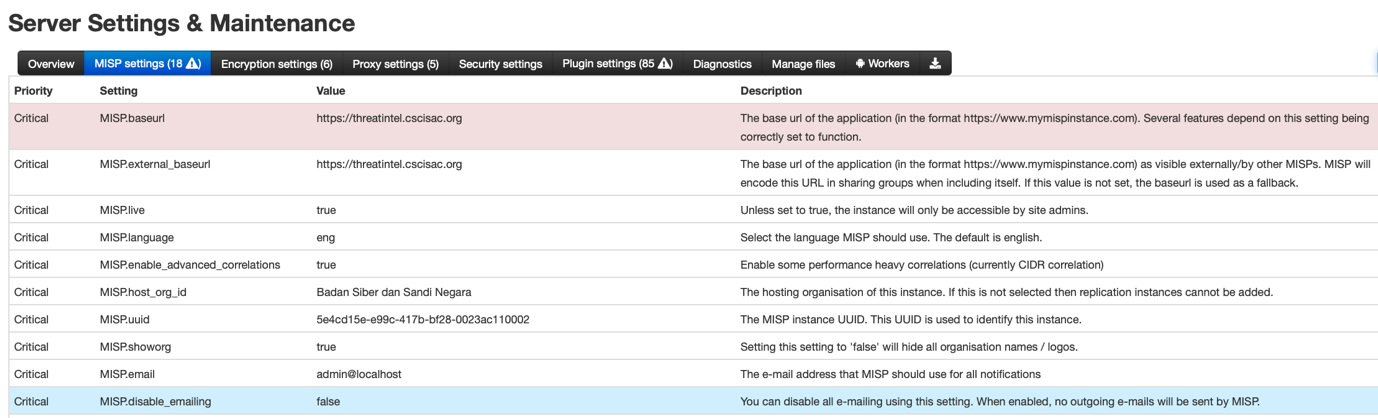 Server Settings & Maintenance
Overview MISP settings (18 ⚠) Encryption settings (6) Proxy settings (5) Security settings Plugin settings (85 ⚠) Diagnostics Manage files Workers
Priority Setting Value Description
Critical MISP.baseurl https://threatintel.cscisac.org The base url of the application (in the format https://www.mymispinstance.com). Several features depend on this setting being
correctly set to function.
Critical MISP.external_baseurl https://threatintel.cscisac.org The base url of the application (in the format https://www.mymispinstance.com) as visible externally/by other MISPs. MISP will
encode this URL in sharing groups when including itself. If this value is not set, the baseurl is used as a fallback.
Critical MISP.live true Unless set to true, the instance will only be accessible by site admins.
Critical MISP.language eng Select the language MISP should use. The default is english.
Critical MISP.enable_advanced_correlations true Enable some performance heavy correlations (currently CIDR correlation)
Critical MISP.host_org_id Badan Siber dan Sandi Negara The hosting organisation of this instance. If this is not selected then replication instances cannot be added.
Critical MISP.uuid 5e4cd15e-e99c-417b-bf28-0023ac110002 The MISP instance UUID. This UUID is used to identify this instance.
Critical MISP.showorg true Setting this setting to 'false' will hide all organisation names / logos.
Critical MISP.email admin@localhost The e-mail address that MISP should use for all notifications
Critical MISP.disable_emailing false You can disable all e-mailing using this setting. When enabled, no outgoing e-mails will be sent by MISP.